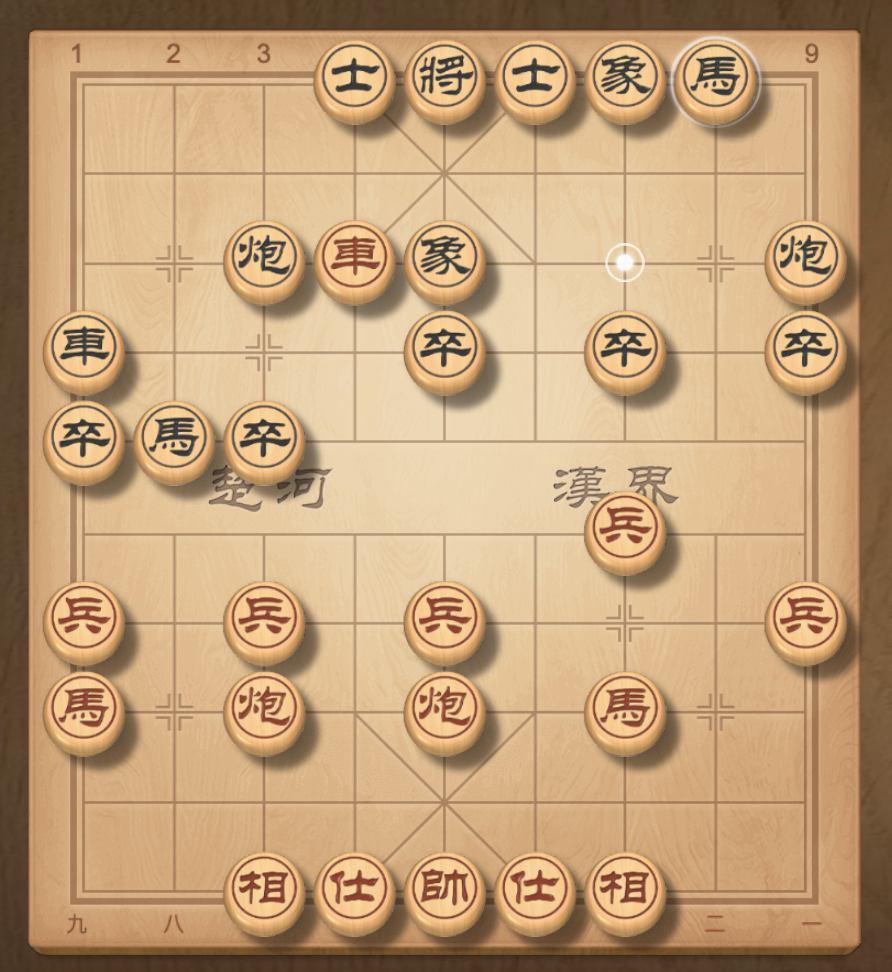 1 2 3 士 將 士 象 馬 9
炮 車 象 炮
車 卒 卒 卒
卒 馬 卒
楚河 漢界
兵
兵 兵 兵 兵
馬 炮 炮 馬
相 仕 帥 仕 相
九 八 二 一